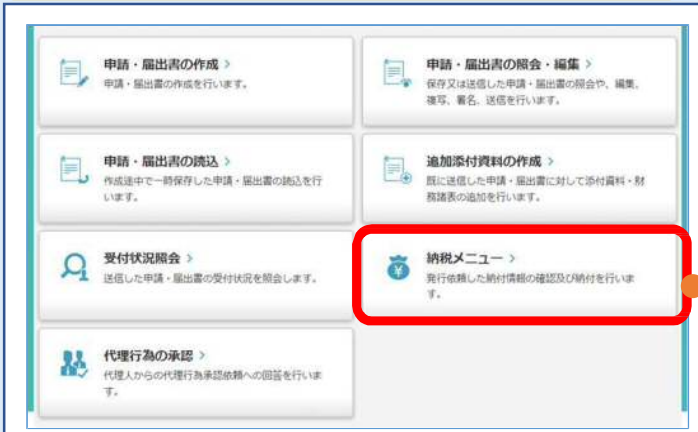 申請・届出書の作成 >
申請・届出書の作成を行います。
申請・届出書の照会・編集 >
保存又は送信した申請・届出書の照会や、編集、
複写、署名、送信を行います。
申請・届出書の読込 >
作成途中で一時保存した申請・届出書の読込を行
います。
追加添付資料の作成 >
既に送信した申請・届出書に対して添付資料・財
務諸表の追加を行います。
受付状況照会 >
送信した申請・届出書の受付状況を照会します。
納税メニュー >
発行依頼した納付情報の確認及び納付を行いま
す。
代理行為の承認 >
代理人からの代理行為承認依頼への回答を行いま
す。